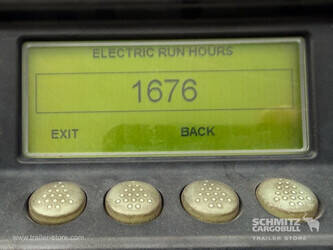 ELECTRIC RUN HOURS
1676
EXIT BACK
SCHMITZ
CARGOBULL
TRAILER STORE
www.trailer-store.com